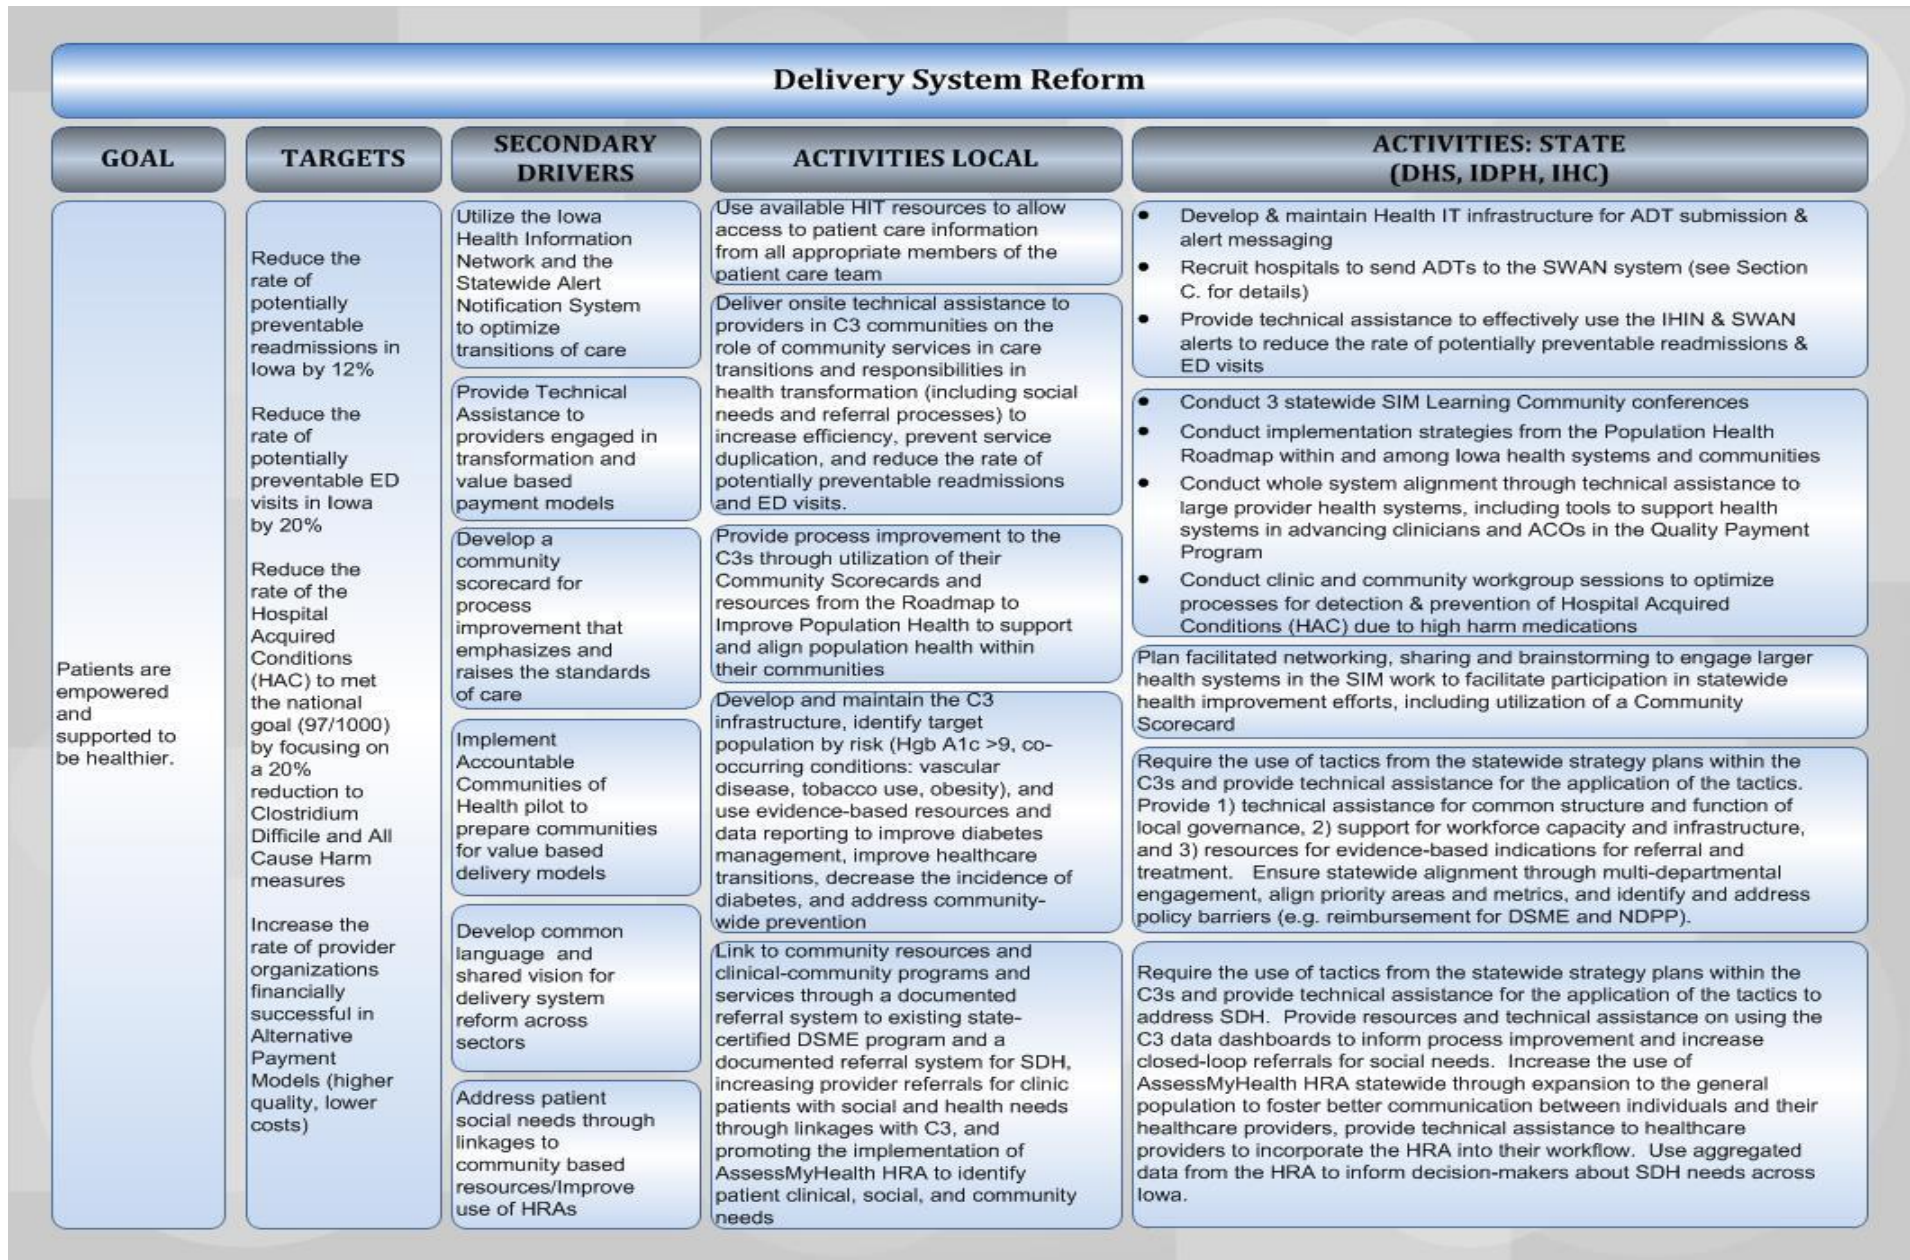 Delivery System Reform
GOAL
TARGETS
SECONDARY
DRIVERS
ACTIVITIES LOCAL
ACTIVITIES: STATE
(DHS, IDPH, IHC)
Patients are
empowered
and
supported to
be healthier.
Reduce the
rate of
potentially
preventable
readmissions in
Iowa by 12%
Reduce the
rate of
potentially
preventable ED
visits in Iowa
by 20%
Reduce the
rate of the
Hospital
Acquired
Conditions
(HAC) to met
the national
goal (97/1000)
by focusing on
a 20%
reduction to
Clostridium
Difficile and All
Cause Harm
measures
Increase the
rate of provider
organizations
financially
successful in
Alternative
Payment
Models (higher
quality, lower
costs)
Utilize the Iowa
Health Information
Network and the
Statewide Alert
Notification System
to optimize
transitions of care
Provide Technical
Assistance to
providers engaged in
transformation and
value based
payment models
Develop a
community
scorecard for
process
improvement that
emphasizes and
raises the standards
of care
Implement
Accountable
Communities of
Health pilot to
prepare communities
for value based
delivery models
Develop common
language and
shared vision for
delivery system
reform across
sectors
Address patient
social needs through
linkages to
community based
resources/Improve
use of HRAs
Use available HIT resources to allow
access to patient care information
from all appropriate members of the
patient care team
Deliver onsite technical assistance to
providers in C3 communities on the
role of community services in care
transitions and responsibilities in
health transformation (including social
needs and referral processes) to
increase efficiency, prevent service
duplication, and reduce the rate of
potentially preventable readmissions
and ED visits.
Provide process improvement to the
C3s through utilization of their
Community Scorecards and
resources from the Roadmap to
Improve Population Health to support
and align population health within
their communities
Develop and maintain the C3
infrastructure, identify target
population by risk (Hgb A1c >9, co-
occurring conditions: vascular
disease, tobacco use, obesity), and
use evidence-based resources and
data reporting to improve diabetes
management, improve healthcare
transitions, decrease the incidence of
diabetes, and address community-
wide prevention
Link to community resources and
clinical-community programs and
services through a documented
referral system to existing state-
certified DSME program and a
documented referral system for SDH,
increasing provider referrals for clinic
patients with social and health needs
through linkages with C3, and
promoting the implementation of
AssessMyHealth HRA to identify
patient clinical, social, and community
needs
• Develop & maintain Health IT infrastructure for ADT submission &
alert messaging
• Recruit hospitals to send ADTs to the SWAN system (see Section
C. for details)
• Provide technical assistance to effectively use the IHIN & SWAN
alerts to reduce the rate of potentially preventable readmissions &
ED visits
• Conduct 3 statewide SIM Learning Community conferences
• Conduct implementation strategies from the Population Health
Roadmap within and among Iowa health systems and communities
• Conduct whole system alignment through technical assistance to
large provider health systems, including tools to support health
systems in advancing clinicians and ACOs in the Quality Payment
Program
• Conduct clinic and community workgroup sessions to optimize
processes for detection & prevention of Hospital Acquired
Conditions (HAC) due to high harm medications
Plan facilitated networking, sharing and brainstorming to engage larger
health systems in the SIM work to facilitate participation in statewide
health improvement efforts, including utilization of a Community
Scorecard
Require the use of tactics from the statewide strategy plans within the
C3s and provide technical assistance for the application of the tactics.
Provide 1) technical assistance for common structure and function of
local governance, 2) support for workforce capacity and infrastructure,
and 3) resources for evidence-based indications for referral and
treatment. Ensure statewide alignment through multi-departmental
engagement, align priority areas and metrics, and identify and address
policy barriers (e.g. reimbursement for DSME and NDPP).
Require the use of tactics from the statewide strategy plans within the
C3s and provide technical assistance for the application of the tactics to
address SDH. Provide resources and technical assistance on using the
C3 data dashboards to inform process improvement and increase
closed-loop referrals for social needs. Increase the use of
AssessMyHealth HRA statewide through expansion to the general
population to foster better communication between individuals and their
healthcare providers, provide technical assistance to healthcare
providers to incorporate the HRA into their workflow. Use aggregated
data from the HRA to inform decision-makers about SDH needs across
Iowa.